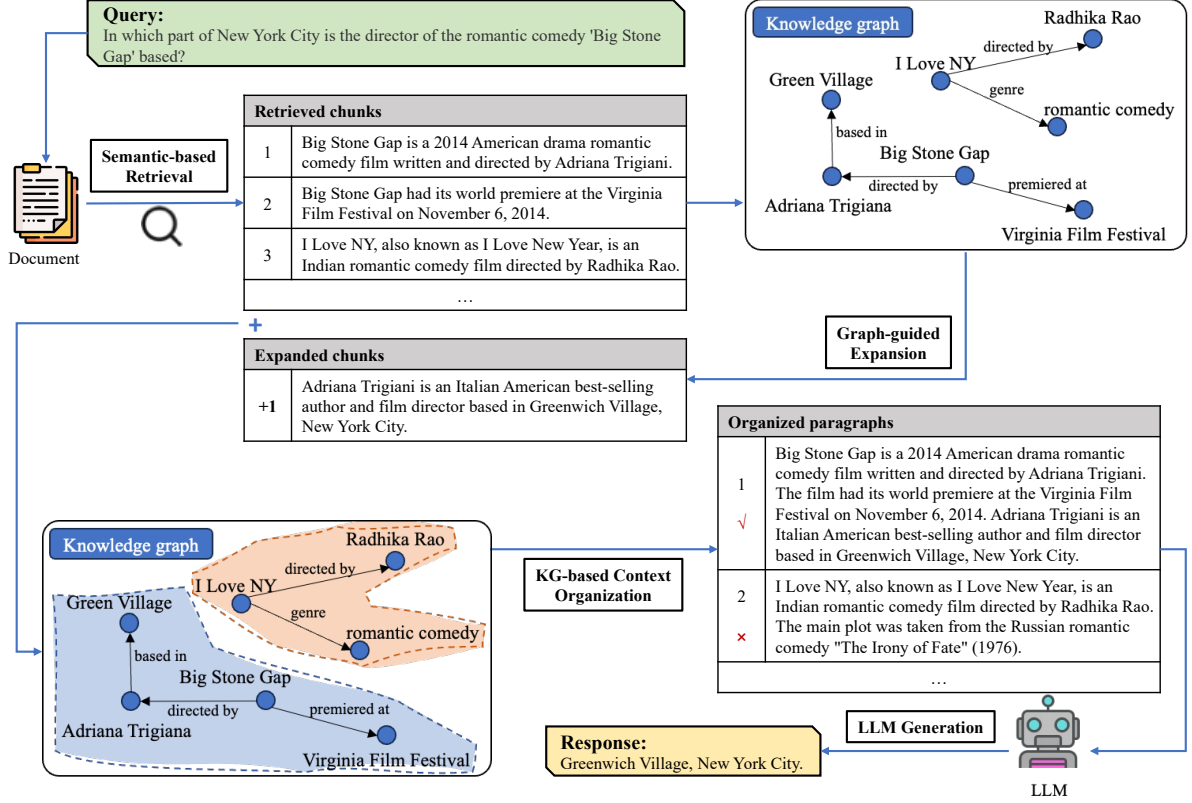 Query:
In which part of New York City is the director of the romantic comedy 'Big Stone
Gap' based?
Document
Semantic-based
Retrieval
Retrieved chunks
1
Big Stone Gap is a 2014 American drama romantic
comedy film written and directed by Adriana Trigiani.
2
Big Stone Gap had its world premiere at the Virginia
Film Festival on November 6, 2014.
3
I Love NY, also known as I Love New Year, is an
Indian romantic comedy film directed by Radhika Rao.
…
Knowledge graph
Radhika Rao
directed by
I Love NY
genre
romantic comedy
Green Village
based in
Big Stone Gap
directed by
premiered at
Adriana Trigiana
Virginia Film Festival
Graph-guided
Expansion
+
Expanded chunks
+1
Adriana Trigiani is an Italian American best-selling
author and film director based in Greenwich Village,
New York City.
Knowledge graph
Radhika Rao
directed by
I Love NY
genre
romantic comedy
Green Village
based in
Big Stone Gap
directed by
premiered at
Adriana Trigiana
Virginia Film Festival
KG-based Context
Organization
Organized paragraphs
1
√
Big Stone Gap is a 2014 American drama romantic
comedy film written and directed by Adriana Trigiani.
The film had its world premiere at the Virginia Film
Festival on November 6, 2014. Adriana Trigiani is an
Italian American best-selling author and film director
based in Greenwich Village, New York City.
2
×
I Love NY, also known as I Love New Year, is an
Indian romantic comedy film directed by Radhika Rao.
The main plot was taken from the Russian romantic
comedy "The Irony of Fate" (1976).
…
LLM Generation
LLM
Response:
Greenwich Village, New York City.